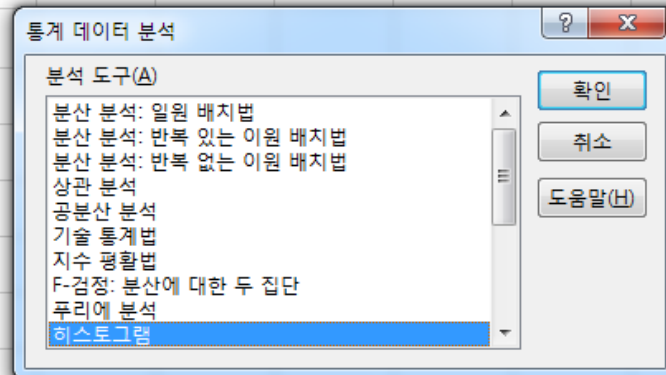 통계 데이터 분석
분석 도구(A)
분산 분석: 일원 배치법
분산 분석: 반복 있는 이원 배치법
분산 분석: 반복 없는 이원 배치법
상관 분석
공분산 분석
기술 통계법
지수 평활법
F-검정: 분산에 대한 두 집단
푸리에 분석
히스토그램
확인
취소
도움말(H)